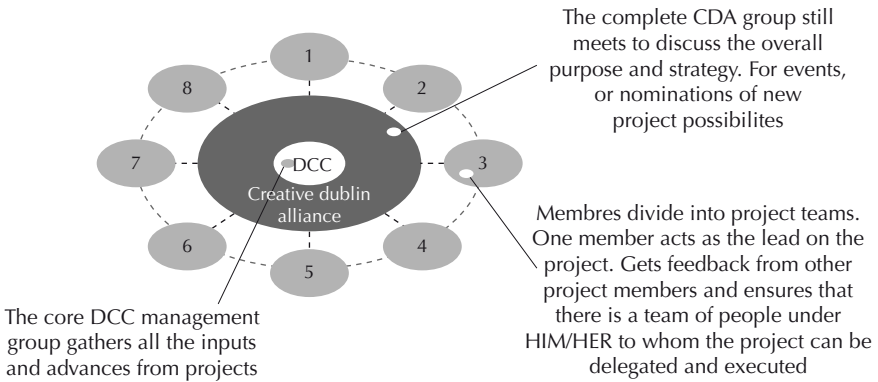 The complete CDA group still
meets to discuss the overall
purpose and strategy. For events,
or nominations of new
project possibilites
1
2
3
4
5
6
7
8
DCC
Creative dublin
alliance
Membres divide into project teams.
One member acts as the lead on the
project. Gets feedback from other
project members and ensures that
there is a team of people under
HIM/HER to whom the project can be
delegated and executed
The core DCC management
group gathers all the inputs
and advances from projects